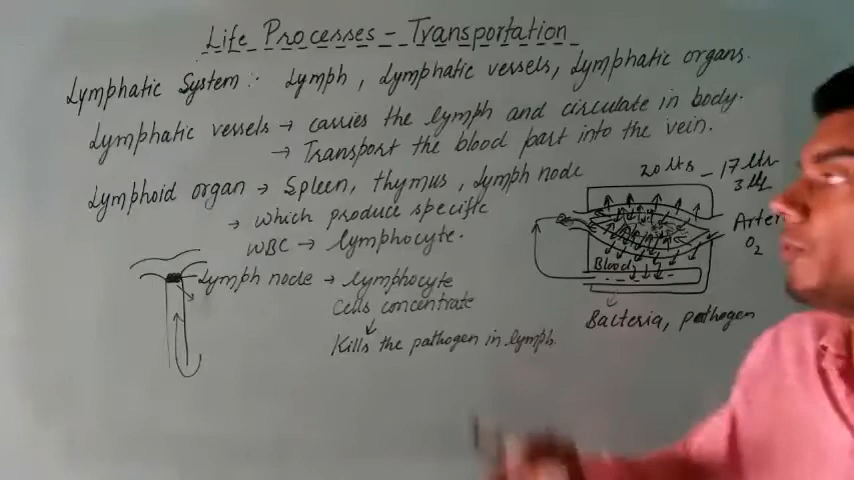 Life Processes - Transportation
Lymphatic System :- Lymph, Lymphatic vessels, Lymphatic organs.
Lymphatic vessels → carries the lymph and circulate in body.
→ Transport the blood part into the vein.
Lymphoid organ → Spleen, thymus, Lymph node
→ which produce specific
WBC → Lymphocyte.
Lymph node → Lymphocyte
Cells concentrate
Kills the pathogen in lymph.
20 lts - 17 ltr
3
Arter
O2
Blood
Bacteria, pathogen